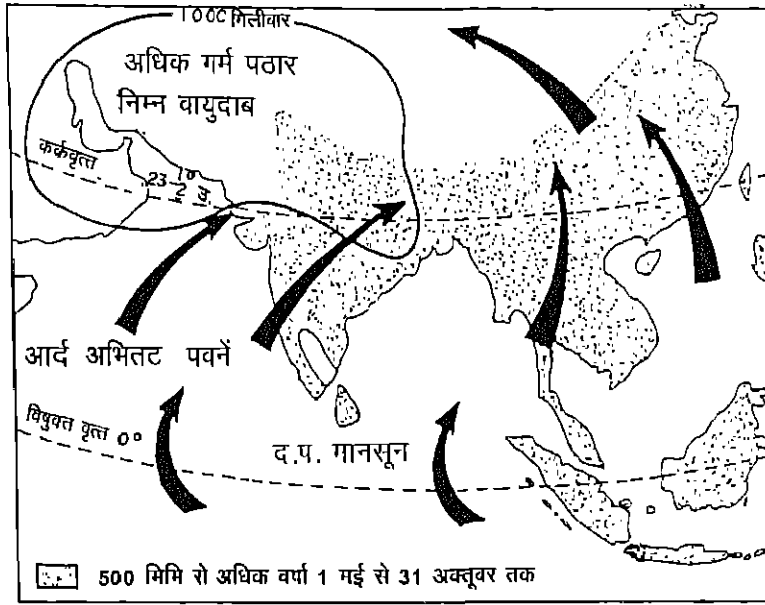 1000 मिलीवार
अधिक गर्म पठार
निम्न वायुदाब
कर्कवृत्त
23 1/2° उ
आर्द अभितट पवनें
विषुवत वृत्त 0°
द.प. गानसून
500 मिमि रो अधिक वर्पा 1 मई से 31 अक्तूवर तक